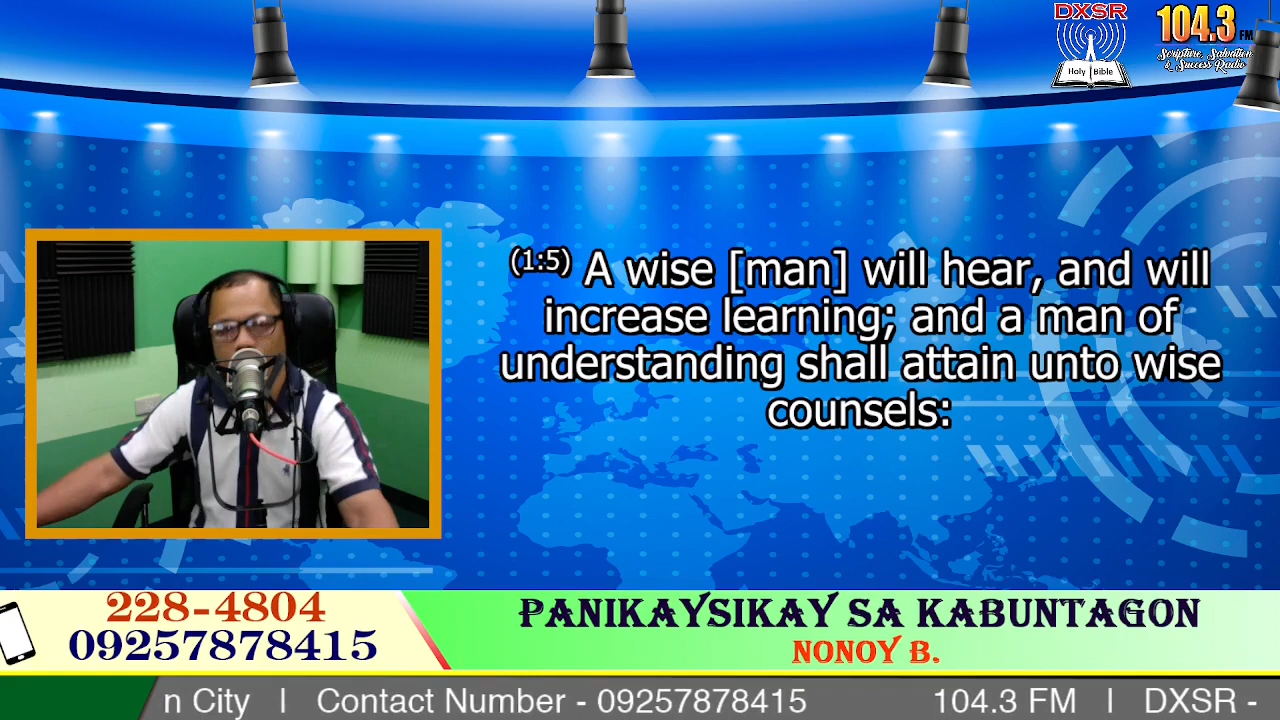 DXSR
Holy Bible
104.3 FM
Scripture, Salvation
& Success Radio
(1:5) A wise [man] will hear, and will
increase learning; and a man of
understanding shall attain unto wise
counsels:
228-4804
09257878415
PANIKAYSIKAY SA KABUNTAGON
NONOY B.
n City | Contact Number - 09257878415 104.3 FM | DXSR -